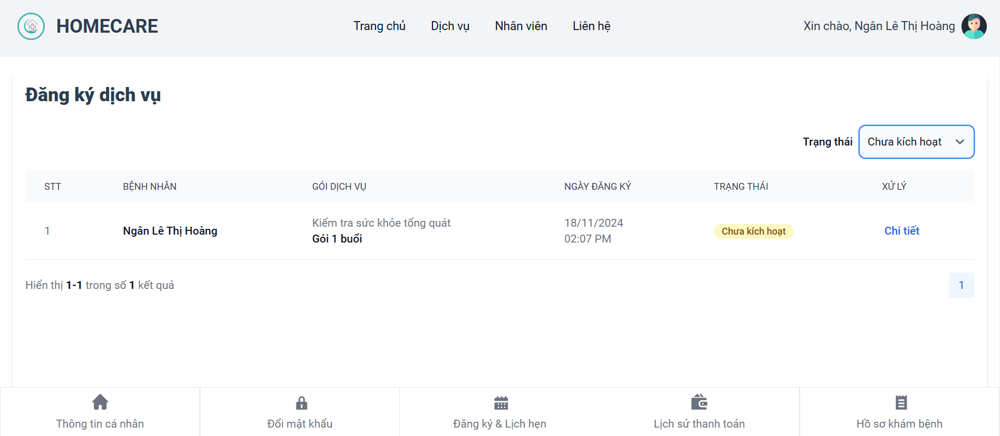 HOMECARE
Trang chủ
Dịch vụ
Nhân viên
Liên hệ
Xin chào, Ngân Lê Thị Hoàng
Đăng ký dịch vụ
Trạng thái
Chưa kích hoạt
STT
BỆNH NHÂN
GÓI DỊCH VỤ
NGÀY ĐĂNG KÝ
TRẠNG THÁI
XỬ LÝ
1
Ngân Lê Thị Hoàng
Kiểm tra sức khỏe tổng quát
Gói 1 buổi
18/11/2024
02:07 PM
Chưa kích hoạt
Chi tiết
Hiển thị 1-1 trong số 1 kết quả
1
Thông tin cá nhân
Đổi mật khẩu
Đăng ký & Lịch hẹn
Lịch sử thanh toán
Hồ sơ khám bệnh